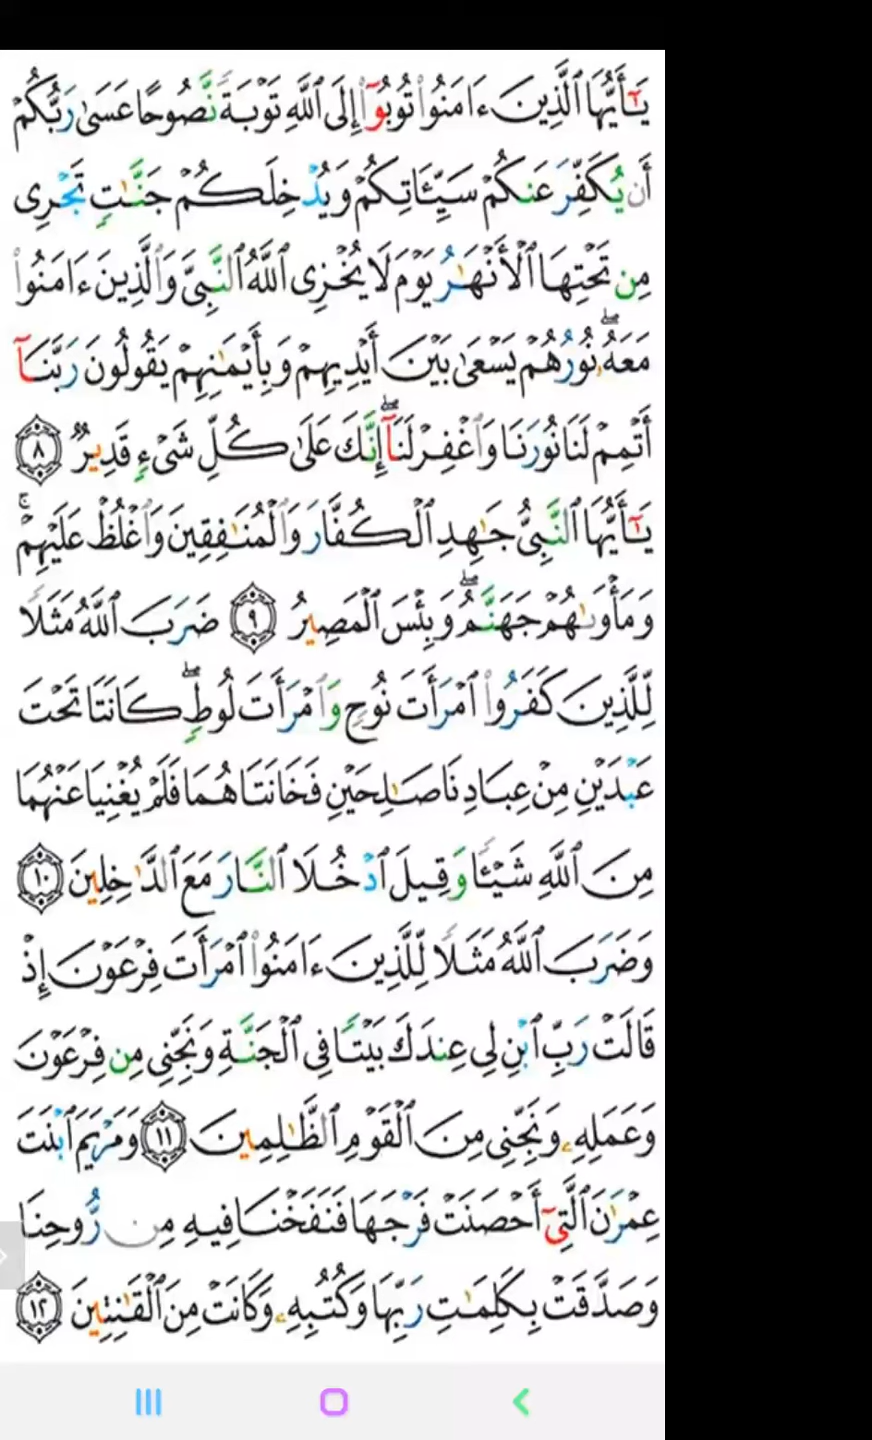 يَـٰٓأَيُّهَا ٱلَّذِينَ ءَامَنُوا۟ تُوبُوٓا۟ إِلَى ٱللَّهِ تَوْبَةًۭ نَّصُوحًا عَسَىٰ رَبُّكُمْ
أَن يُكَفِّرَ عَنكُمْ سَيِّـَٔاتِكُمْ وَيُدْخِلَكُمْ جَنَّـٰتٍۢ تَجْرِى
مِن تَحْتِهَا ٱلْأَنْهَـٰرُ يَوْمَ لَا يُخْزِى ٱللَّهُ ٱلنَّبِىَّ وَٱلَّذِينَ ءَامَنُوا۟
مَعَهُۥ ۖ نُورُهُمْ يَسْعَىٰ بَيْنَ أَيْدِيهِمْ وَبِأَيْمَـٰنِهِمْ يَقُولُونَ رَبَّنَآ
أَتْمِمْ لَنَا نُورَنَا وَٱغْفِرْ لَنَآ ۖ إِنَّكَ عَلَىٰ كُلِّ شَىْءٍۢ قَدِيرٌۭ ٨
يَـٰٓأَيُّهَا ٱلنَّبِىُّ جَـٰهِدِ ٱلْكُفَّارَ وَٱلْمُنَـٰفِقِينَ وَٱغْلُظْ عَلَيْهِمْ ۚ
وَمَأْوَىٰهُمْ جَهَنَّمُ ۖ وَبِئْسَ ٱلْمَصِيرُ ٩ ضَرَبَ ٱللَّهُ مَثَلًۭا
لِّلَّذِينَ كَفَرُوا۟ ٱمْرَأَتَ نُوحٍۢ وَٱمْرَأَتَ لُوطٍۢ ۖ كَانَتَا تَحْتَ
عَبْدَيْنِ مِنْ عِبَادِنَا صَـٰلِحَيْنِ فَخَانَتَاهُمَا فَلَمْ يُغْنِيَا عَنْهُمَا
مِنَ ٱللَّهِ شَيْـًۭٔا وَقِيلَ ٱدْخُلَا ٱلنَّارَ مَعَ ٱلدَّٰخِلِينَ ١٠
وَضَرَبَ ٱللَّهُ مَثَلًۭا لِّلَّذِينَ ءَامَنُوا۟ ٱمْرَأَتَ فِرْعَوْنَ إِذْ
قَالَتْ رَبِّ ٱبْنِ لِى عِندَكَ بَيْتًۭا فِى ٱلْجَنَّةِ وَنَجِّنِى مِن فِرْعَوْنَ
وَعَمَلِهِۦ وَنَجِّنِى مِنَ ٱلْقَوْمِ ٱلظَّـٰلِمِينَ ١١ وَمَرْيَمَ ٱبْنَتَ
عِمْرَٰنَ ٱلَّتِىٓ أَحْصَنَتْ فَرْجَهَا فَنَفَخْنَا فِيهِ مِن رُّوحِنَا
وَصَدَّقَتْ بِكَلِمَـٰتِ رَبِّهَا وَكُتُبِهِۦ وَكَانَتْ مِنَ ٱلْقَـٰنِتِينَ ١٢